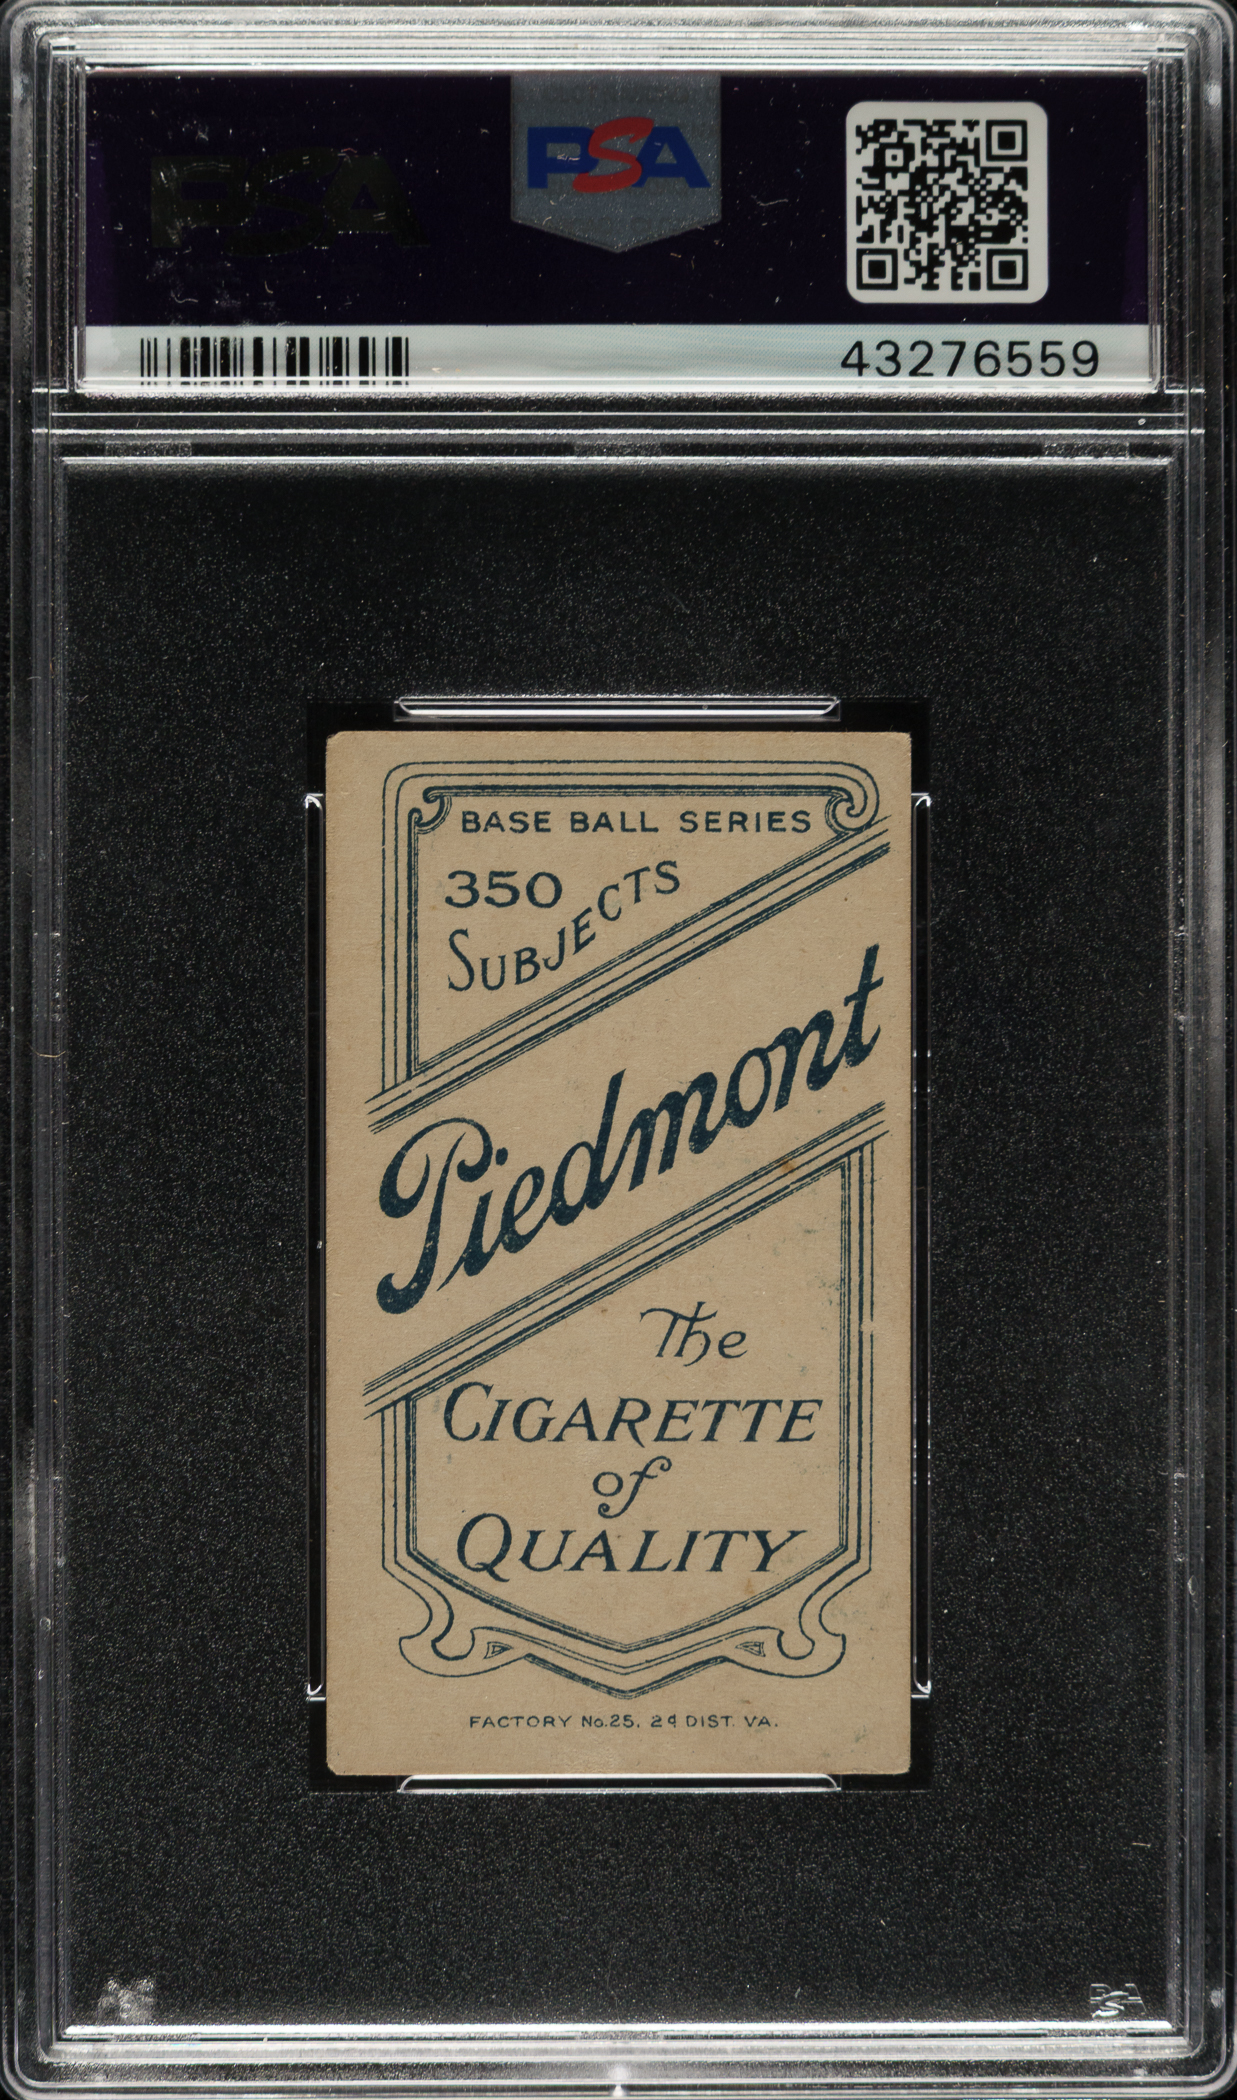 PSA
PSA
43276559
BASE BALL SERIES
350
SUBJECTS
Piedmont
The
CIGARETTE
of
QUALITY
FACTORY No.25. 2d DIST. VA.
PSA